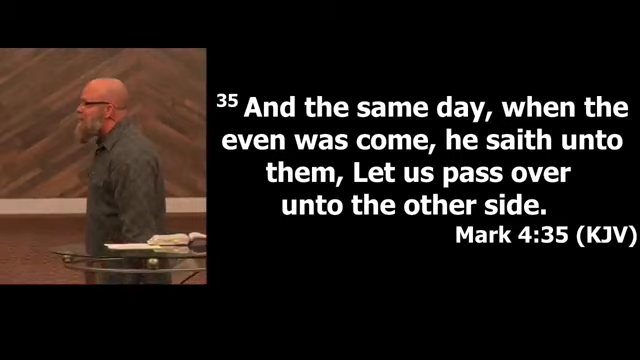 35 And the same day, when the
even was come, he saith unto
them, Let us pass over
unto the other side.
Mark 4:35 (KJV)